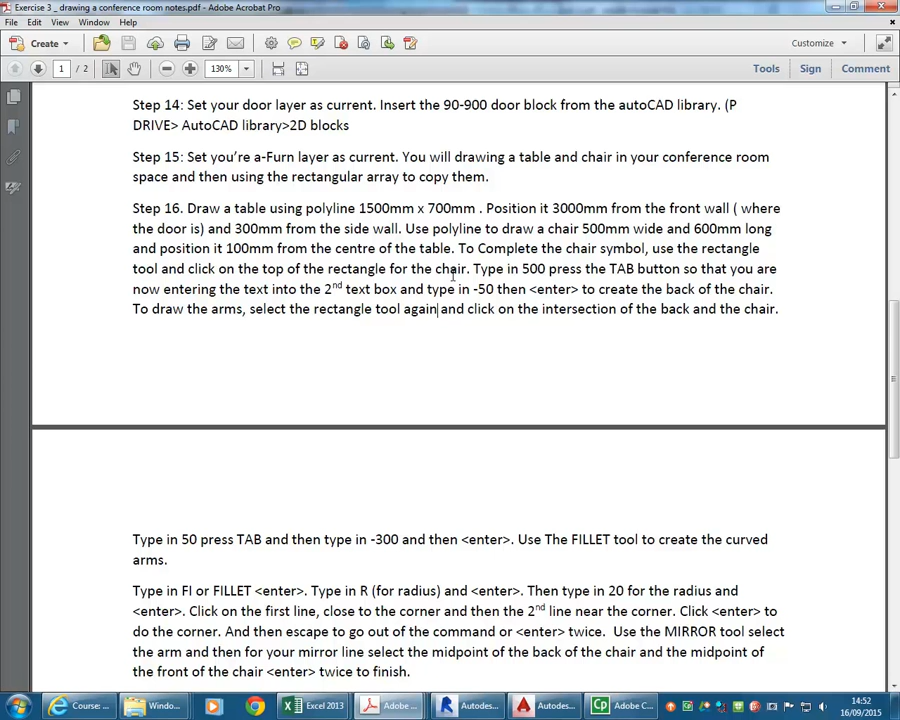 Exercise 3 _ drawing a conference room notes.pdf - Adobe Acrobat Pro
File Edit View Window Help
Create Customize
1 / 2 130% Tools Sign Comment
Step 14: Set your door layer as current. Insert the 90-900 door block from the autoCAD library. (P
DRIVE> AutoCAD library>2D blocks
Step 15: Set you're a-Furn layer as current. You will drawing a table and chair in your conference room
space and then using the rectangular array to copy them.
Step 16. Draw a table using polyline 1500mm x 700mm . Position it 3000mm from the front wall ( where
the door is) and 300mm from the side wall. Use polyline to draw a chair 500mm wide and 600mm long
and position it 100mm from the centre of the table. To Complete the chair symbol, use the rectangle
tool and click on the top of the rectangle for the chair. Type in 500 press the TAB button so that you are
now entering the text into the 2nd text box and type in -50 then <enter> to create the back of the chair.
To draw the arms, select the rectangle tool again and click on the intersection of the back and the chair.
Type in 50 press TAB and then type in -300 and then <enter>. Use The FILLET tool to create the curved
arms.
Type in FI or FILLET <enter>. Type in R (for radius) and <enter>. Then type in 20 for the radius and
<enter>. Click on the first line, close to the corner and then the 2nd line near the corner. Click <enter> to
do the corner. And then escape to go out of the command or <enter> twice. Use the MIRROR tool select
the arm and then for your mirror line select the midpoint of the back of the chair and the midpoint of
the front of the chair <enter> twice to finish.
Course: ... Windo... Excel 2013 Adobe ... Autodes... Autodes... Adobe C... 14:52
16/09/2015